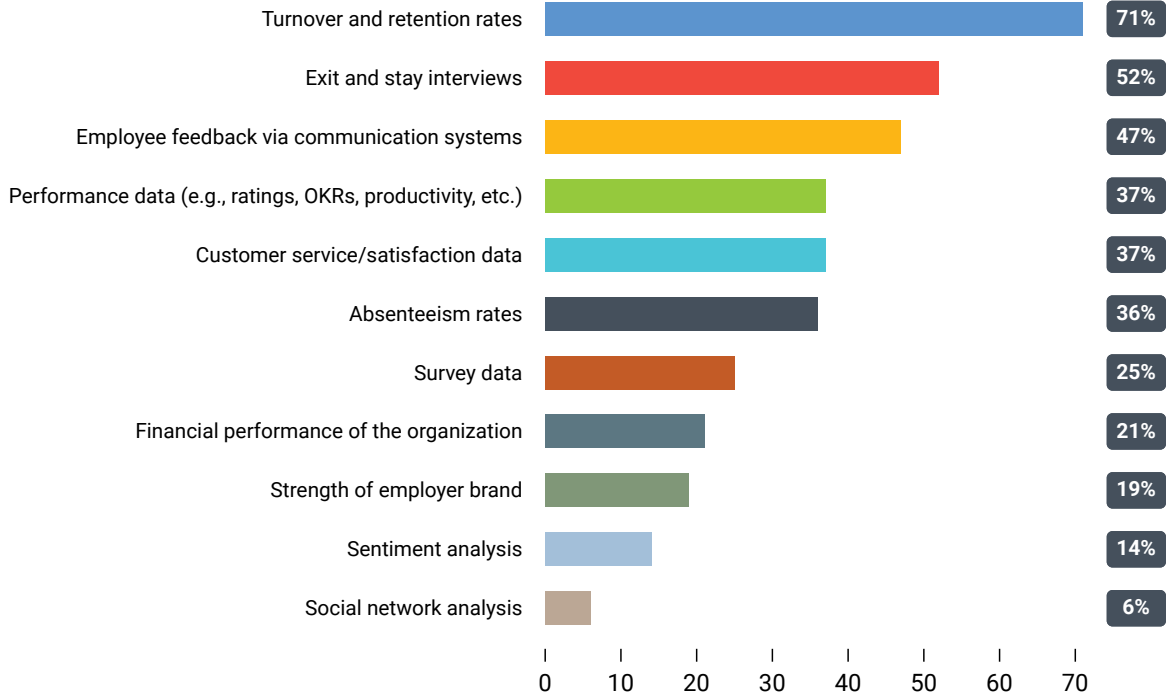 Turnover and retention rates 71%
Exit and stay interviews 52%
Employee feedback via communication systems 47%
Performance data (e.g., ratings, OKRs, productivity, etc.) 37%
Customer service/satisfaction data 37%
Absenteeism rates 36%
Survey data 25%
Financial performance of the organization 21%
Strength of employer brand 19%
Sentiment analysis 14%
Social network analysis 6%
0 10 20 30 40 50 60 70